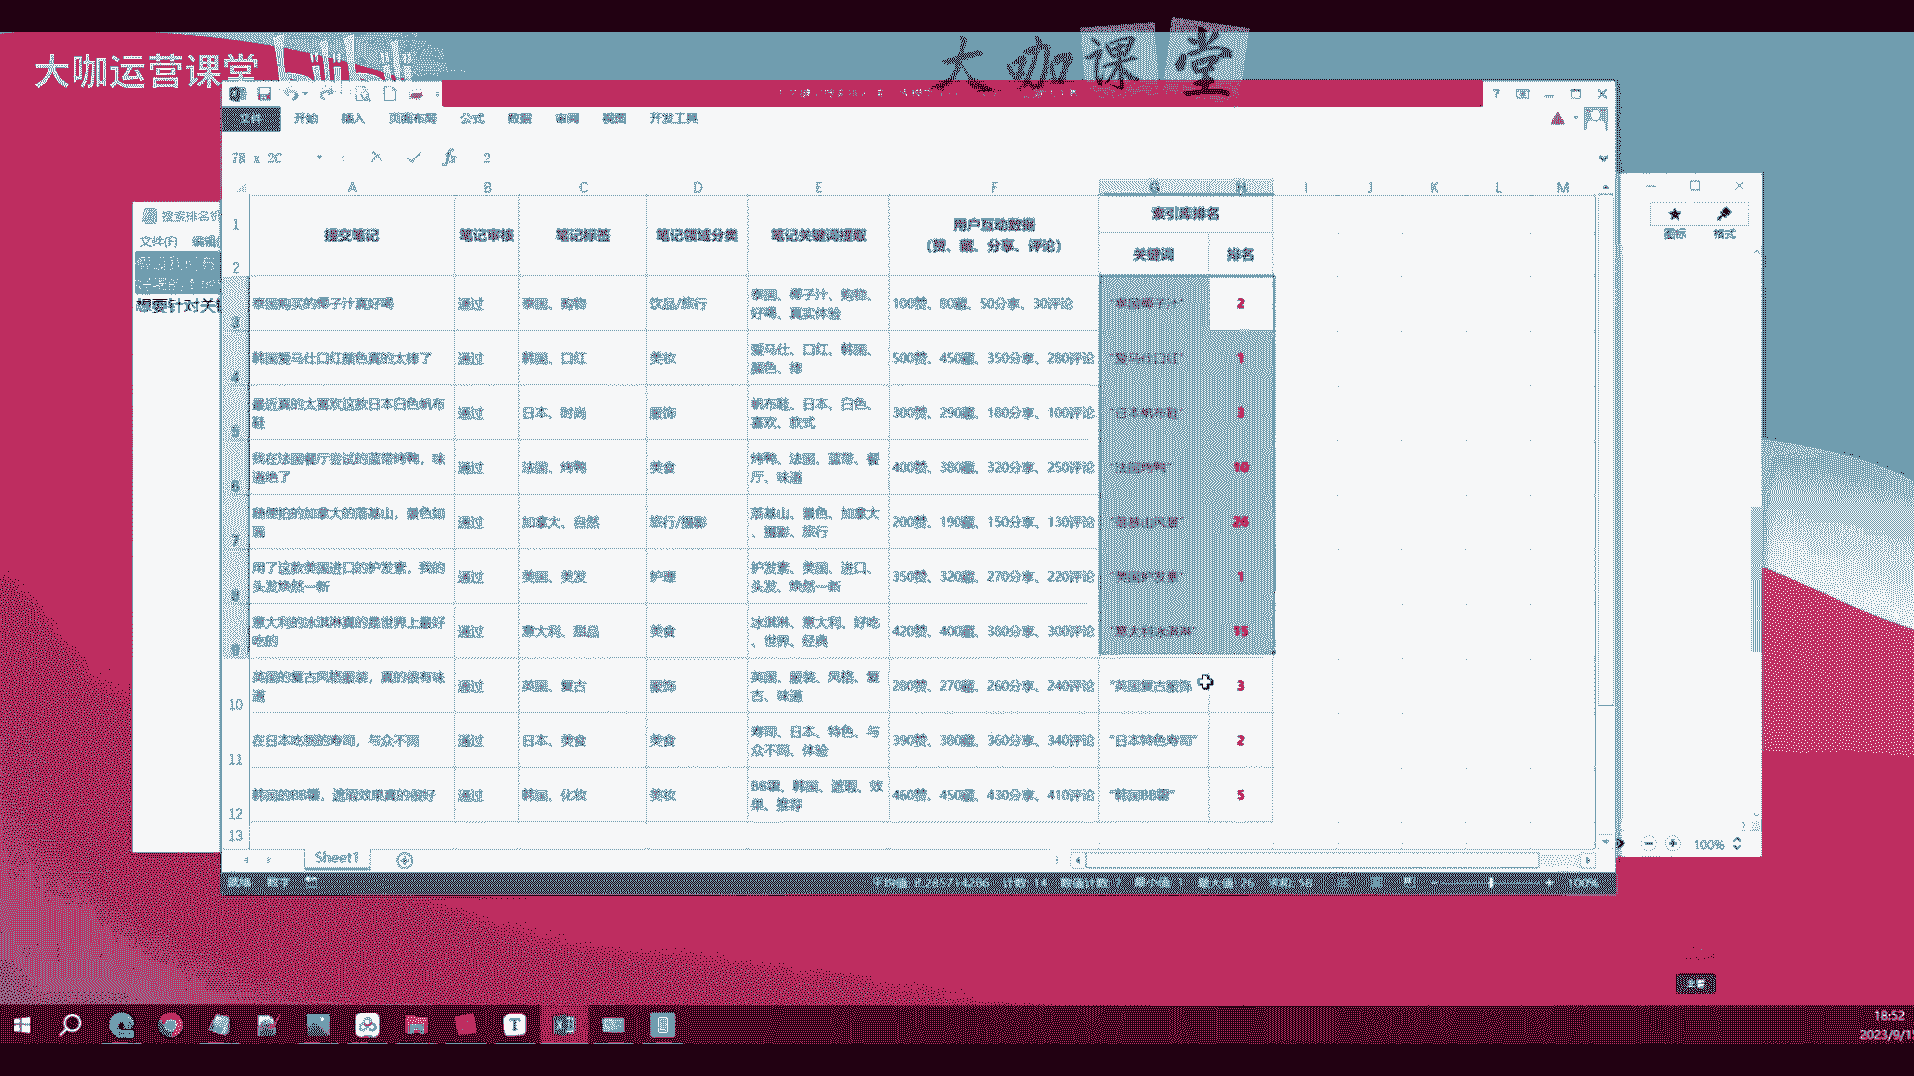 大咖运营课堂
大咖课堂
搜索排名
文件(F) 编辑
想要针对关键
文件 开始 插入 页面布局 公式 数据 审阅 视图 开发工具
7R x 2C fx 2
A B C D E F G H I J K L M
1 提交笔记 笔记审核 笔记标签 笔记领域分类 笔记关键词提取 用户互动数据 索引库排名
2 (赞、藏、分享、评论) 关键词 排名
3 泰国购买的椰子汁真好喝 通过 泰国、购物 饮品/旅行 泰国、椰子汁、购物、好喝、真实体验 100赞、80藏、50分享、30评论 "泰国椰子汁" 2
4 韩国爱马仕口红颜色真的太棒了 通过 韩国、口红 美妆 爱马仕、口红、韩国、颜色、棒 500赞、450藏、350分享、280评论 "爱马仕口红" 1
5 最近真的太喜欢这款日本白色帆布鞋 通过 日本、时尚 服饰 帆布鞋、日本、白色、喜欢、款式 300赞、290藏、180分享、100评论 "日本帆布鞋" 3
6 我在法国餐厅尝试的蓝带烤鸭，味道绝了 通过 法国、烤鸭 美食 烤鸭、法国、蓝带、餐厅、味道 400赞、380藏、320分享、250评论 "法国烤鸭" 10
7 随便拍的加拿大的落基山，景色如画 通过 加拿大、自然 旅行/摄影 落基山、景色、加拿大、摄影、旅行 200赞、190藏、150分享、130评论 "落基山风景" 26
8 用了这款美国进口的护发素，我的头发焕然一新 通过 美国、美发 护理 护发素、美国、进口、头发、焕然一新 350赞、320藏、270分享、220评论 "美国护发素" 1
9 意大利的冰淇淋真的是世界上最好吃的 通过 意大利、甜品 美食 冰淇淋、意大利、好吃、世界、经典 420赞、400藏、380分享、300评论 "意大利冰淇淋" 15
10 英国的复古风格服装，真的很有味道 通过 英国、复古 服饰 英国、服装、风格、复古、味道 280赞、270藏、260分享、240评论 "英国复古服饰 3
11 在日本吃到的寿司，与众不同 通过 日本、美食 美食 寿司、日本、特色、与众不同、体验 390赞、380藏、360分享、340评论 "日本特色寿司" 2
12 韩国的BB霜，遮瑕效果真的很好 通过 韩国、化妆 美妆 BB霜、韩国、遮瑕、效果、推荐 460赞、450藏、430分享、410评论 "韩国BB霜" 5
13
Sheet1
平均值: 8.285714286 计数: 14 数值计数: 7 最小值: 1 最大值: 26 求和: 58 100%
图标 格式
100%
18:52
2023/9/1